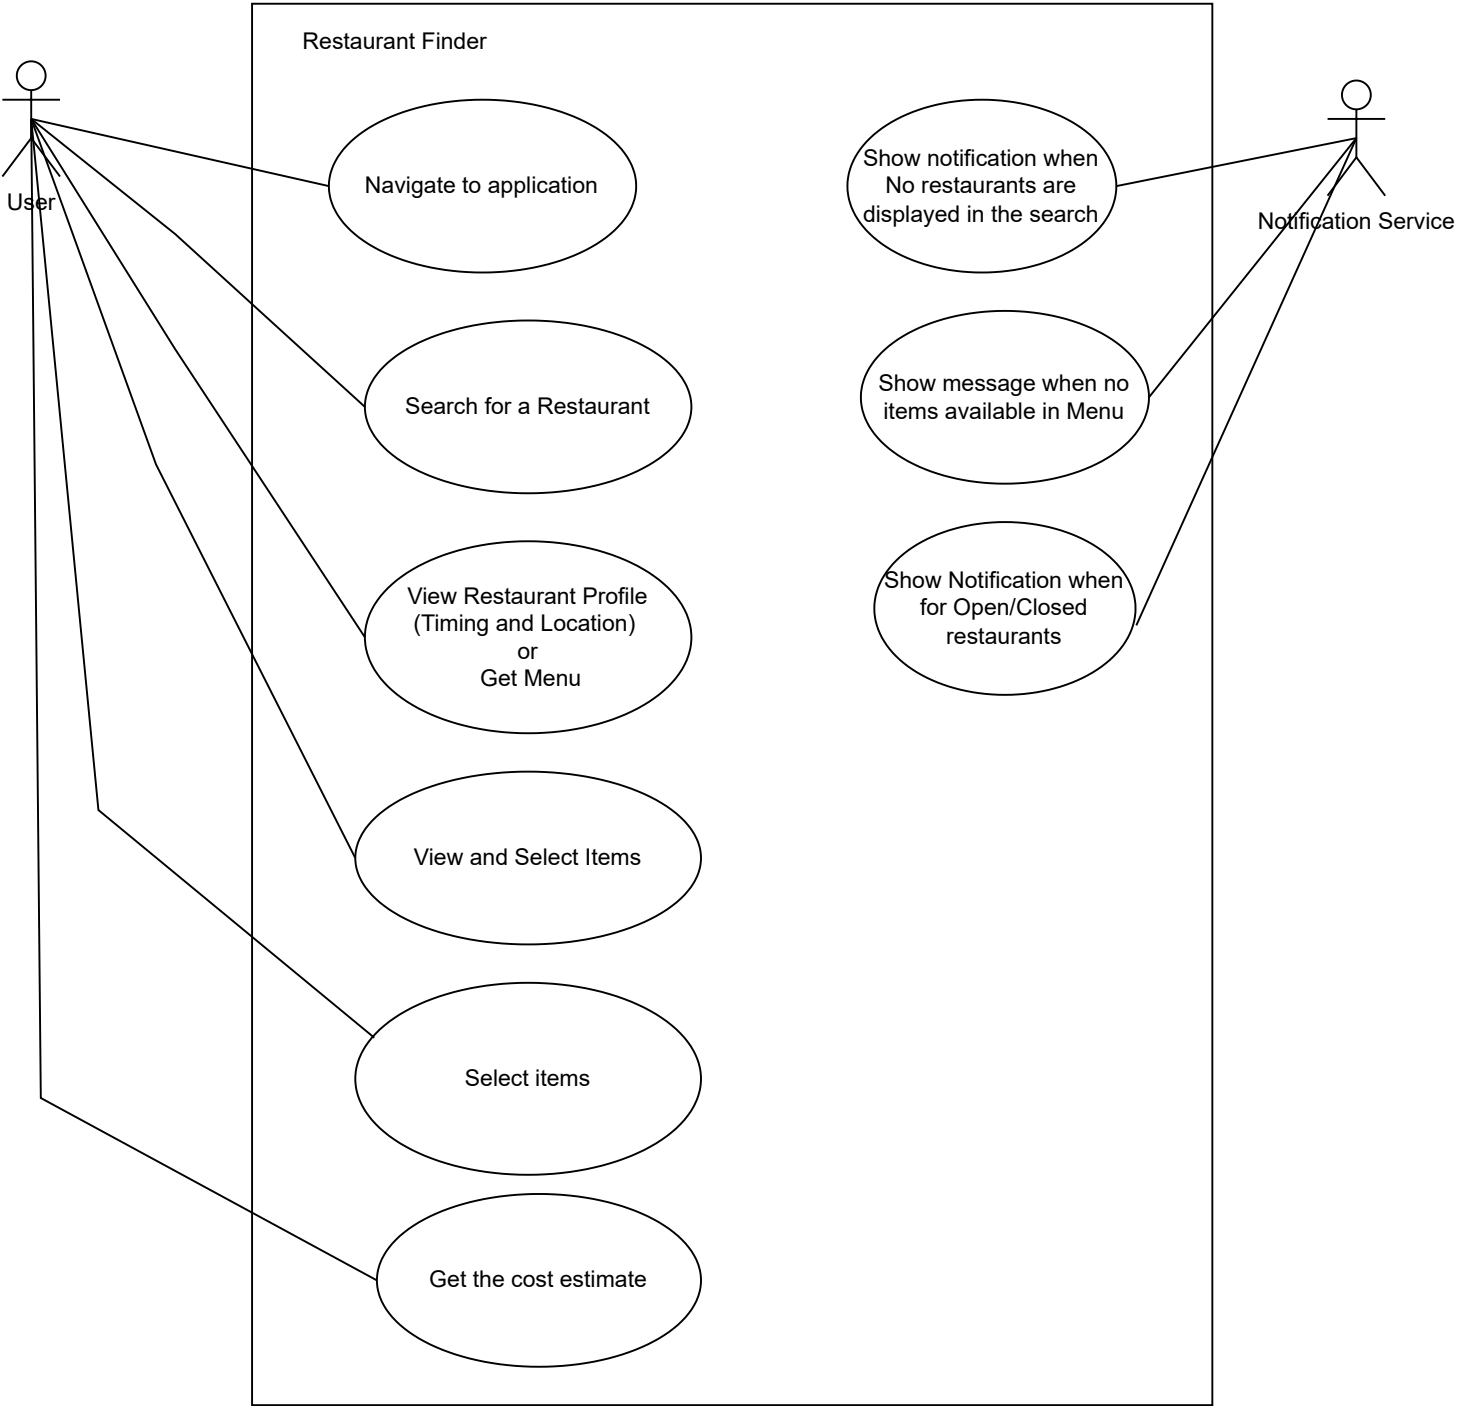 Restaurant Finder
User
Navigate to application
Search for a Restaurant
View Restaurant Profile
(Timing and Location)
or
Get Menu
View and Select Items
Select items
Get the cost estimate
Show notification when
No restaurants are
displayed in the search
Show message when no
items available in Menu
Show Notification when
for Open/Closed
restaurants
Notification Service